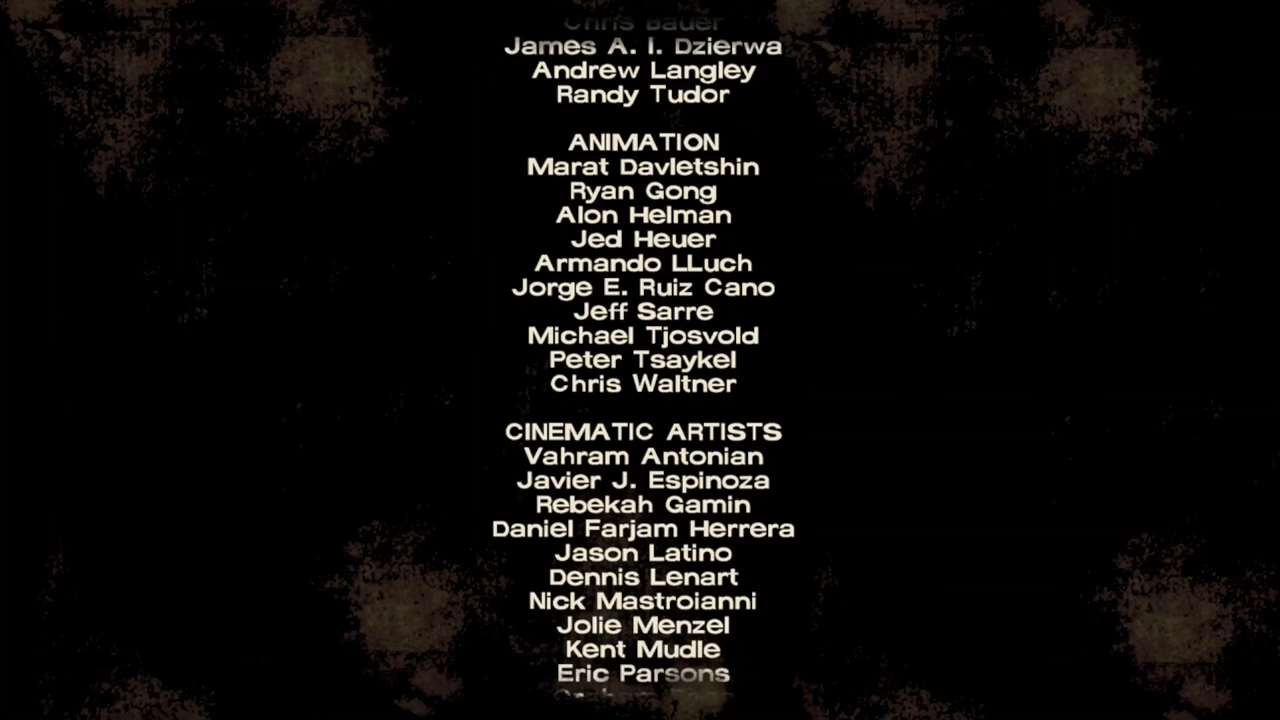 Chris Bauer
James A. I. Dzierwa
Andrew Langley
Randy Tudor
ANIMATION
Marat Davletshin
Ryan Gong
Alon Helman
Jed Heuer
Armando LLuch
Jorge E. Ruiz Cano
Jeff Sarre
Michael Tjosvold
Peter Tsaykel
Chris Waltner
CINEMATIC ARTISTS
Vahram Antonian
Javier J. Espinoza
Rebekah Gamin
Daniel Farjam Herrera
Jason Latino
Dennis Lenart
Nick Mastroianni
Jolie Menzel
Kent Mudle
Eric Parsons